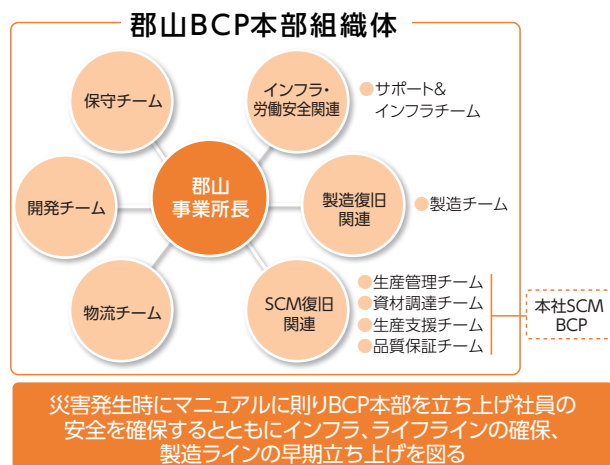 郡山BCP本部組織体
保守チーム
インフラ・
労働安全関連
●サポート&
インフラチーム
開発チーム
郡山
事業所長
製造復旧
関連
●製造チーム
物流チーム
SCM復旧
関連
●生産管理チーム
●資材調達チーム
●生産支援チーム
●品質保証チーム
本社SCM
BCP
災害発生時にマニュアルに則りBCP本部を立ち上げ社員の
安全を確保するとともにインフラ、ライフラインの確保、
製造ラインの早期立ち上げを図る